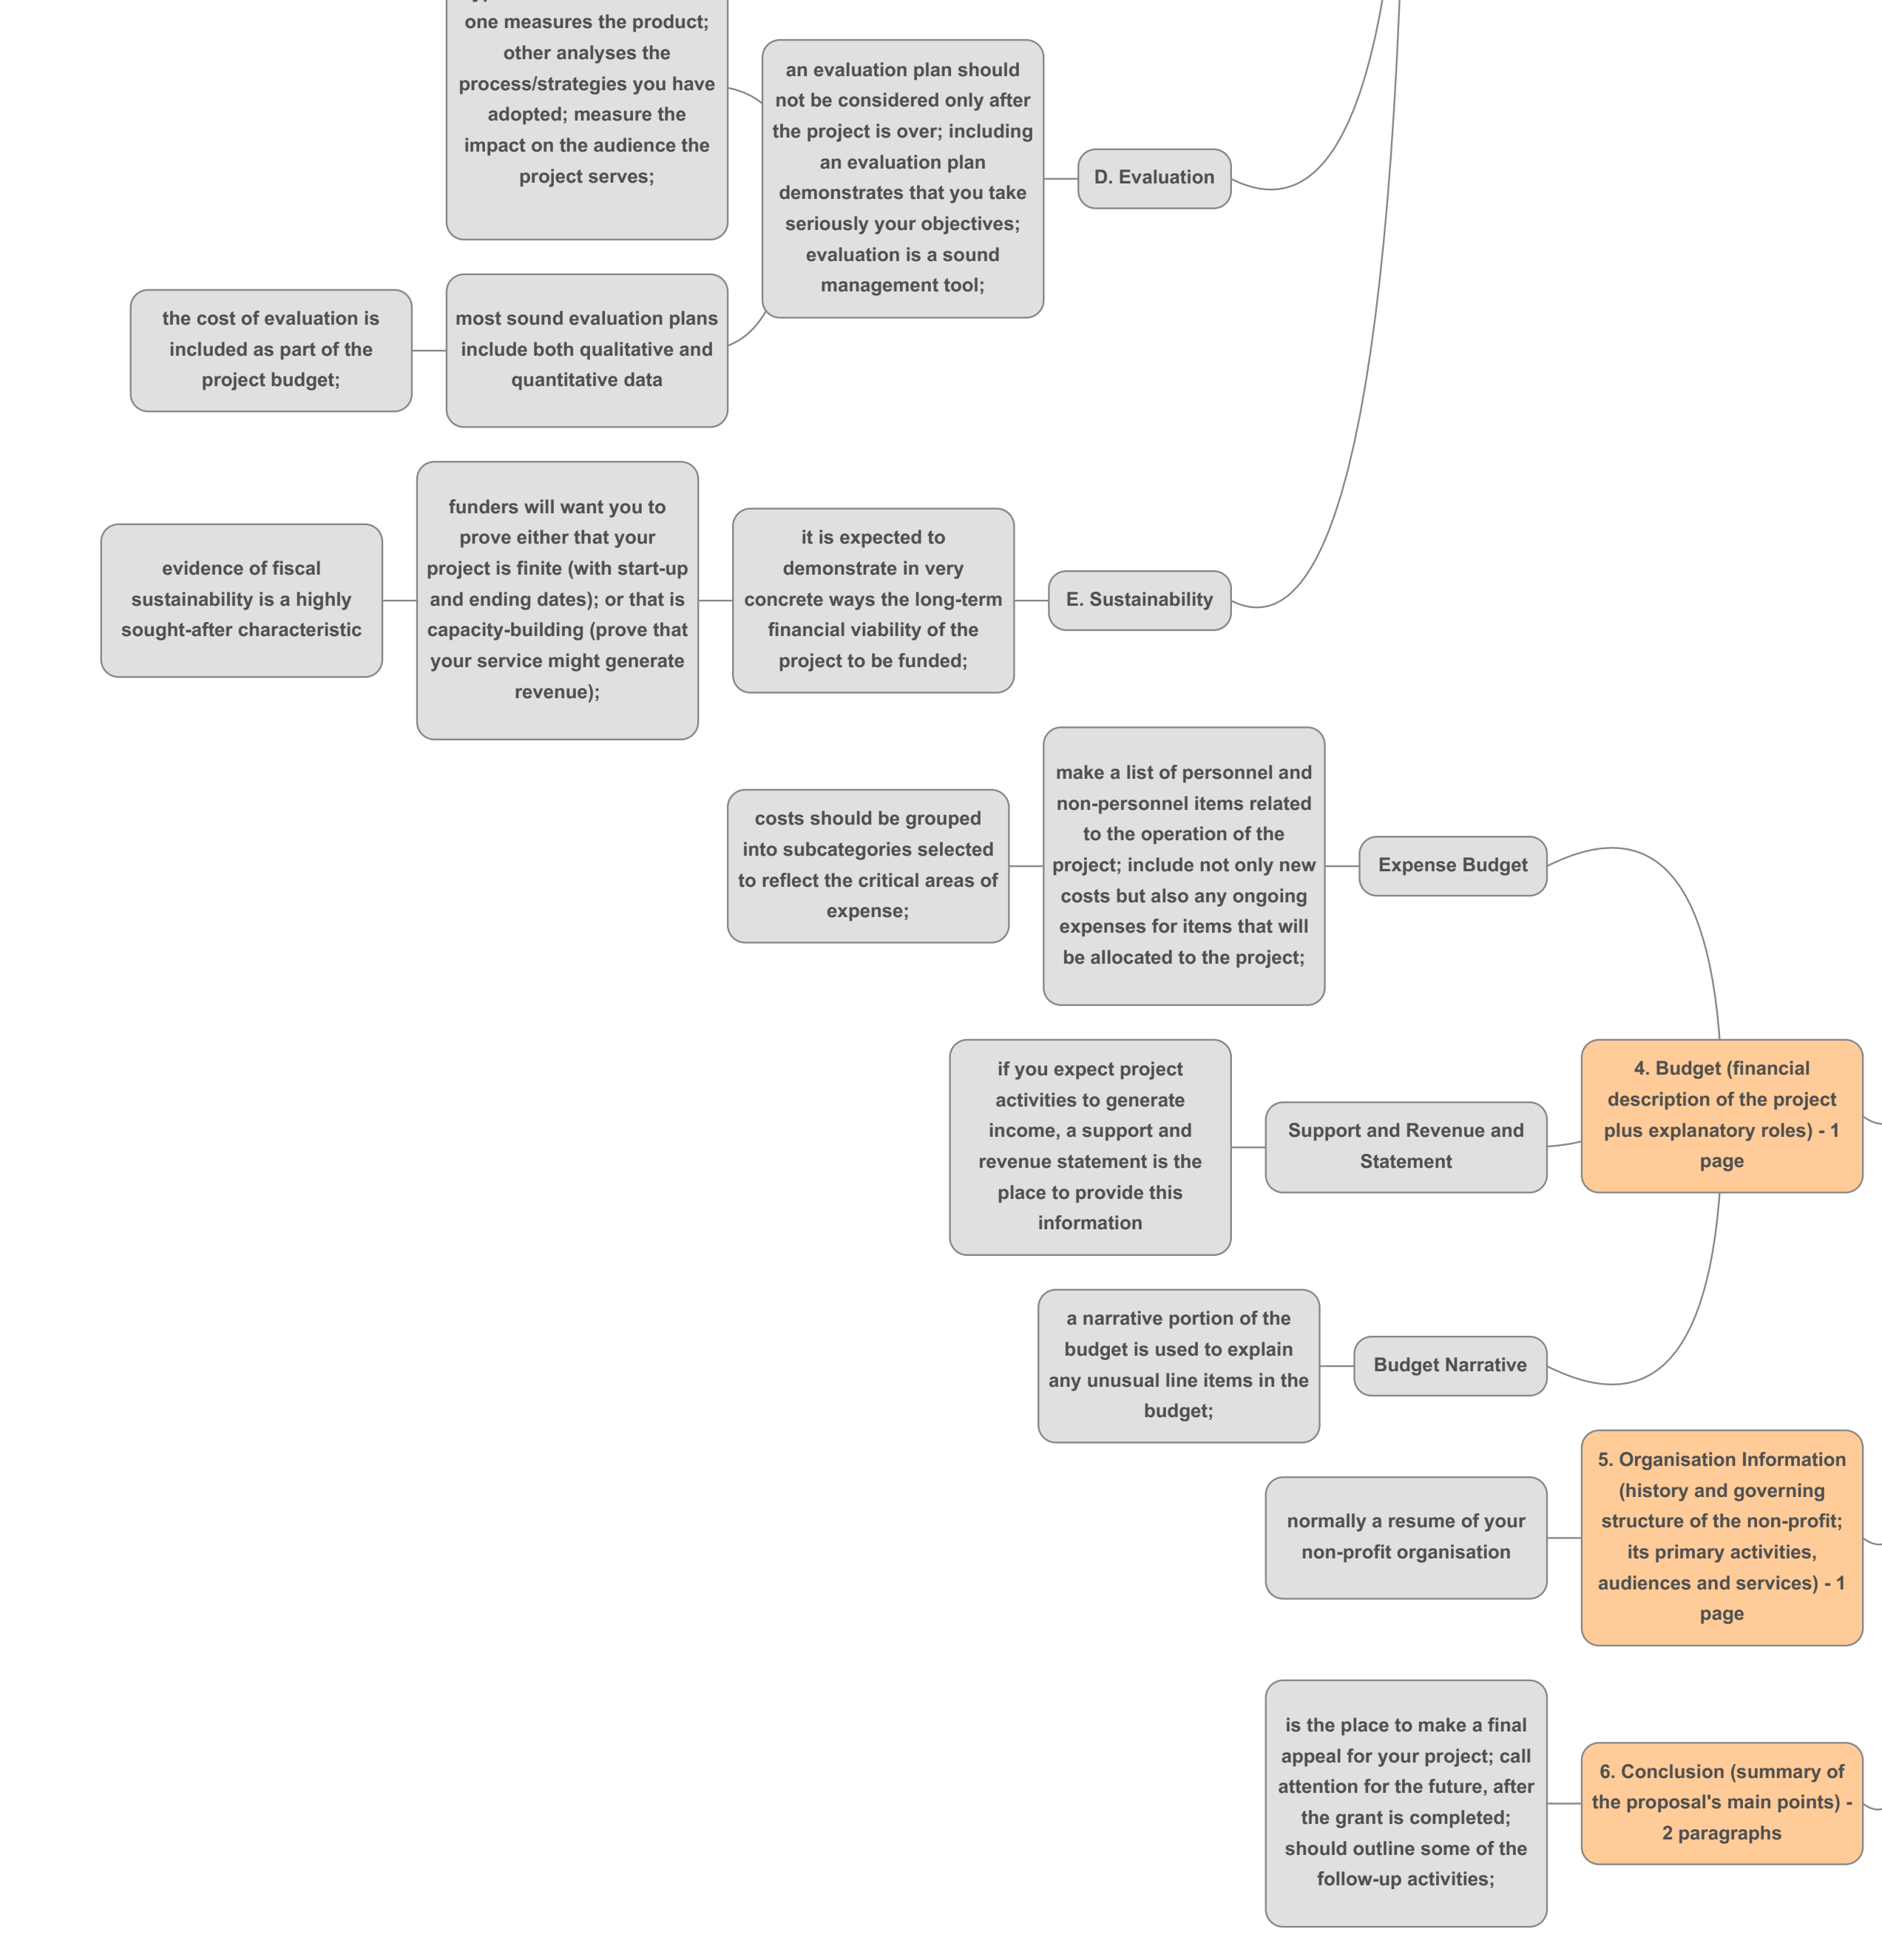 one measures the product;
other analyses the
process/strategies you have
adopted; measure the
impact on the audience the
project serves;
an evaluation plan should
not be considered only after
the project is over; including
an evaluation plan
demonstrates that you take
seriously your objectives;
evaluation is a sound
management tool;
D. Evaluation
the cost of evaluation is
included as part of the
project budget;
most sound evaluation plans
include both qualitative and
quantitative data
evidence of fiscal
sustainability is a highly
sought-after characteristic
funders will want you to
prove either that your
project is finite (with start-up
and ending dates); or that is
capacity-building (prove that
your service might generate
revenue);
it is expected to
demonstrate in very
concrete ways the long-term
financial viability of the
project to be funded;
E. Sustainability
costs should be grouped
into subcategories selected
to reflect the critical areas of
expense;
make a list of personnel and
non-personnel items related
to the operation of the
project; include not only new
costs but also any ongoing
expenses for items that will
be allocated to the project;
Expense Budget
if you expect project
activities to generate
income, a support and
revenue statement is the
place to provide this
information
Support and Revenue and
Statement
4. Budget (financial
description of the project
plus explanatory roles) - 1
page
a narrative portion of the
budget is used to explain
any unusual line items in the
budget;
Budget Narrative
normally a resume of your
non-profit organisation
5. Organisation Information
(history and governing
structure of the non-profit;
its primary activities,
audiences and services) - 1
page
is the place to make a final
appeal for your project; call
attention for the future, after
the grant is completed;
should outline some of the
follow-up activities;
6. Conclusion (summary of
the proposal's main points) -
2 paragraphs